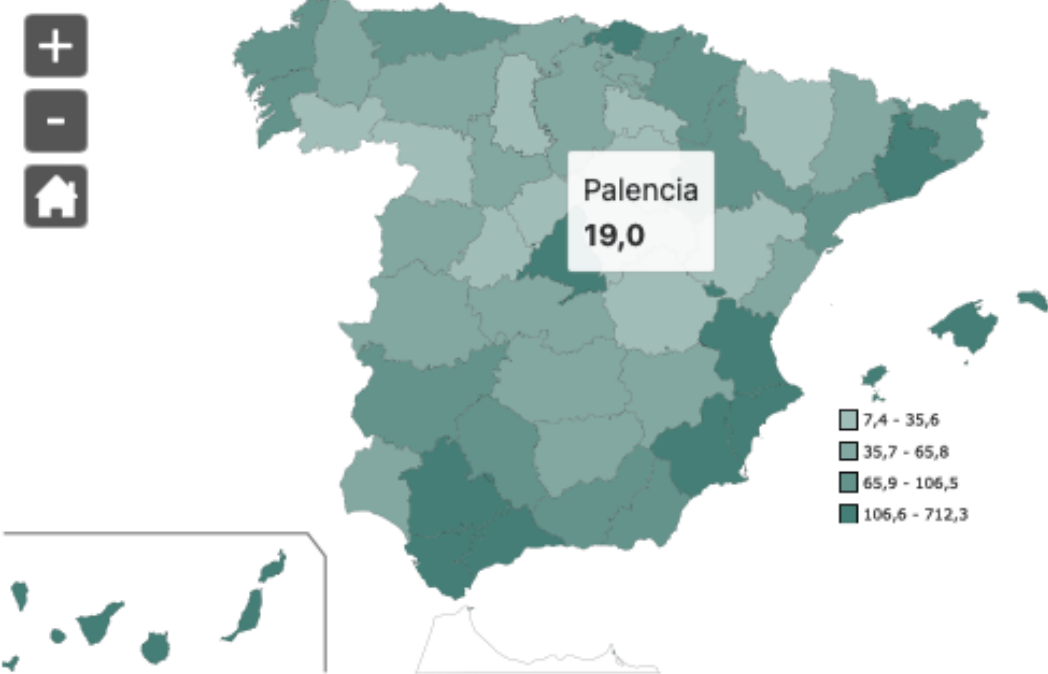 +
-
Palencia
19,0
7,4 - 35,6
35,7 - 65,8
65,9 - 106,5
106,6 - 712,3